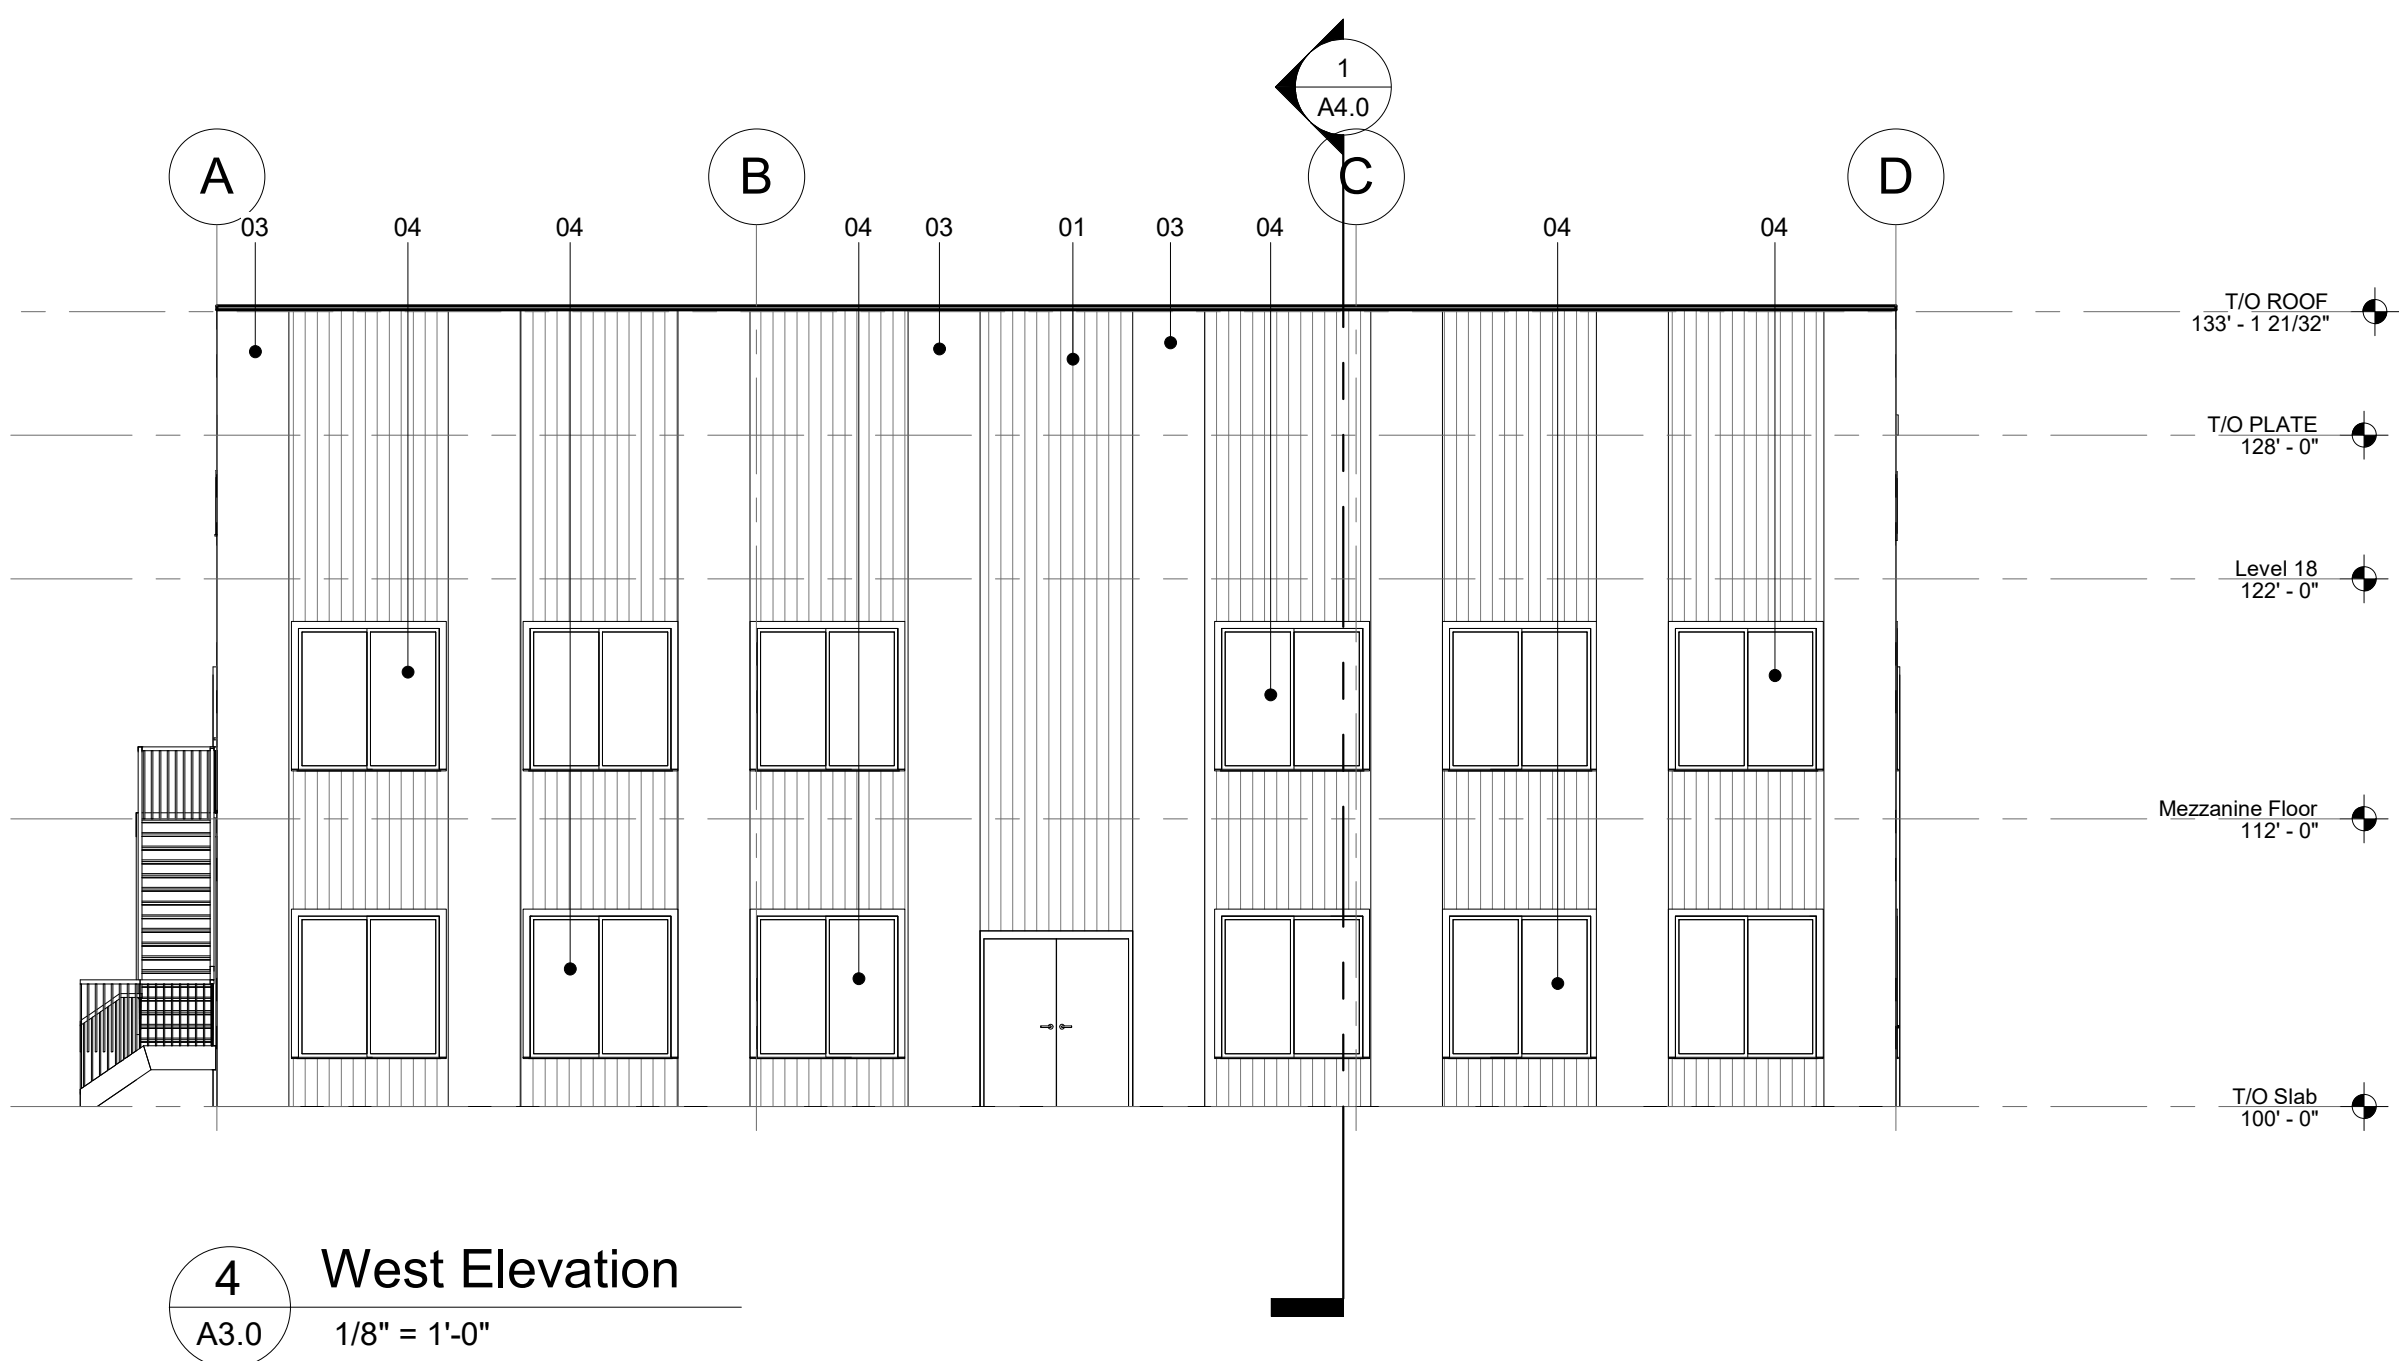 1
A4.0
A B C D
03 04 04 04 03 01 03 04 04 04
T/O ROOF
133' - 1 21/32"
T/O PLATE
128' - 0"
Level 18
122' - 0"
Mezzanine Floor
112' - 0"
T/O Slab
100' - 0"
4
A3.0
West Elevation
1/8" = 1'-0"